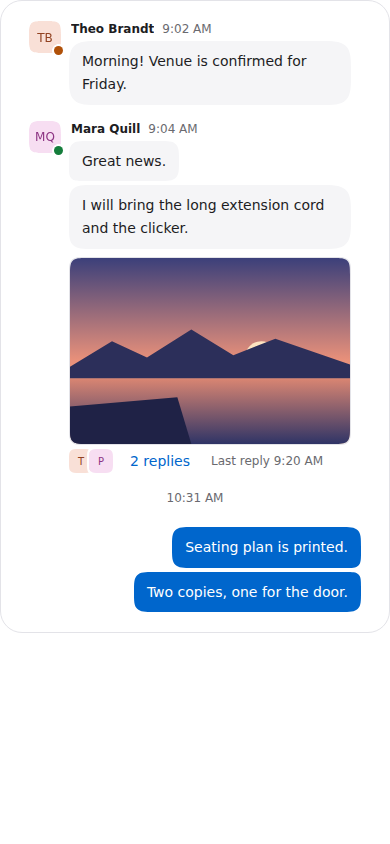 TB
Theo Brandt 9:02 AM
Morning! Venue is confirmed for
Friday.
MQ
Mara Quill 9:04 AM
Great news.
I will bring the long extension cord
and the clicker.
T P 2 replies Last reply 9:20 AM
10:31 AM
Seating plan is printed.
Two copies, one for the door.